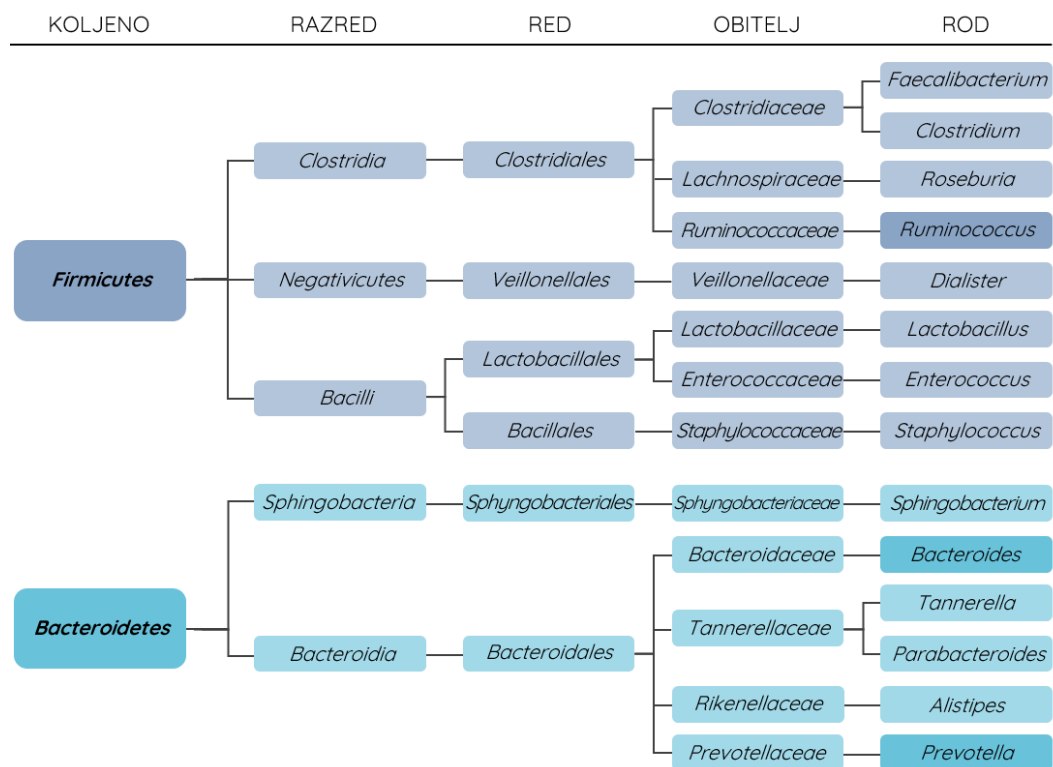 KOLJENO RAZRED RED OBITELJ ROD
Faecalibacterium
Clostridiaceae
Clostridium
Clostridia Clostridiales
Lachnospiraceae Roseburia
Ruminococcaceae Ruminococcus
Firmicutes Negativicutes Veillonellales Veillonellaceae Dialister
Lactobacillaceae Lactobacillus
Lactobacillales
Enterococcaceae Enterococcus
Bacilli
Bacillales Staphylococcaceae Staphylococcus
Sphingobacteria Sphyngobacteriales Sphyngobacteriaceae Sphingobacterium
Bacteroidaceae Bacteroides
Tannerella
Bacteroidetes Tannerellaceae
Bacteroidia Bacteroidales Parabacteroides
Rikenellaceae Alistipes
Prevotellaceae Prevotella